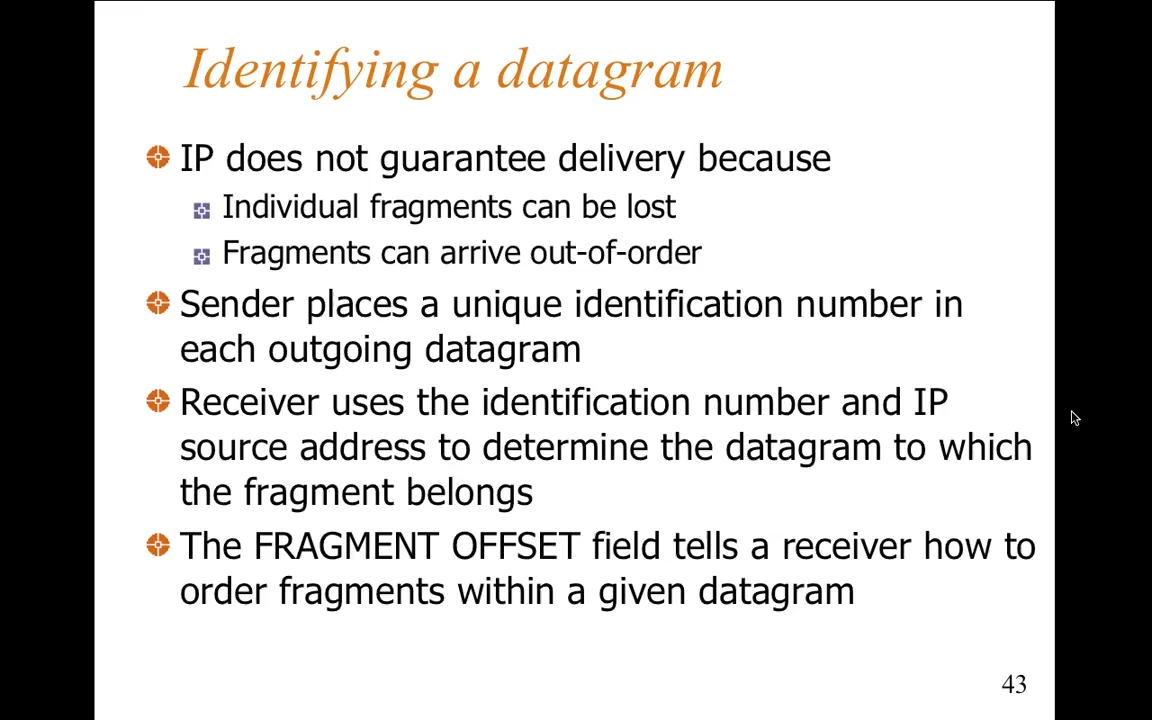 Identifying a datagram
IP does not guarantee delivery because
Individual fragments can be lost
Fragments can arrive out-of-order
Sender places a unique identification number in
each outgoing datagram
Receiver uses the identification number and IP
source address to determine the datagram to which
the fragment belongs
The FRAGMENT OFFSET field tells a receiver how to
order fragments within a given datagram
43